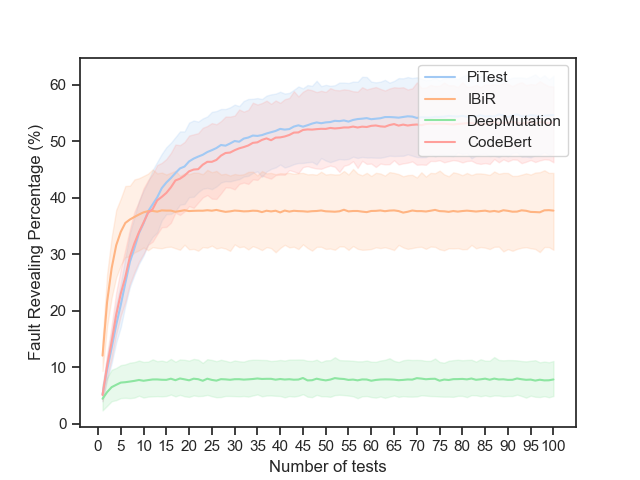 Fault Revealing Percentage (%)
60
50
40
30
20
10
0
PiTest
IBiR
DeepMutation
CodeBert
0 5 10 15 20 25 30 35 40 45 50 55 60 65 70 75 80 85 90 95 100
Number of tests